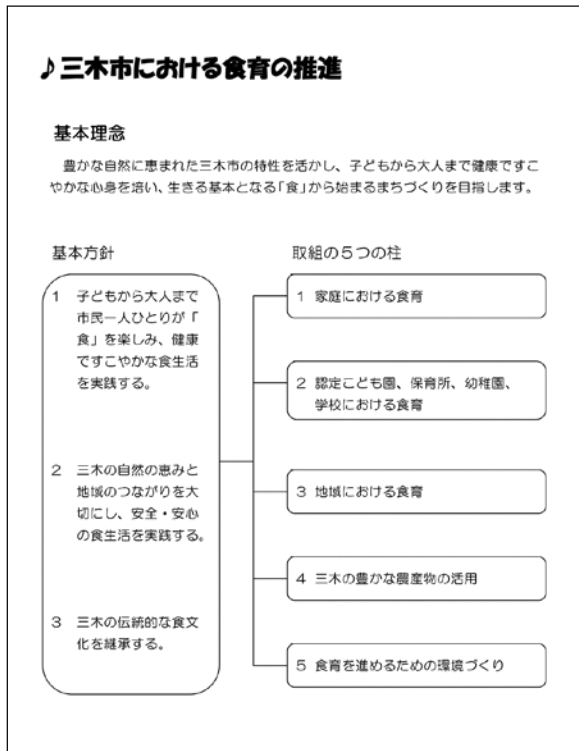 ♪三木市における食育の推進
基本理念
豊かな自然に恵まれた三木市の特性を活かし、子どもから大人まで健康ですこ
やかな心身を培い、生きる基本となる「食」から始まるまちづくりを目指します。
基本方針
1 子どもから大人まで
市民一人ひとりが「
食」を楽しみ、健康
ですこやかな食生活
を実践する。
2 三木の自然の恵みと
地域のつながりを大
切にし、安全・安心
の食生活を実践する。
3 三木の伝統的な食文
化を継承する。
取組の5つの柱
1 家庭における食育
2 認定こども園、保育所、幼稚園、
学校における食育
3 地域における食育
4 三木の豊かな農産物の活用
5 食育を進めるための環境づくり